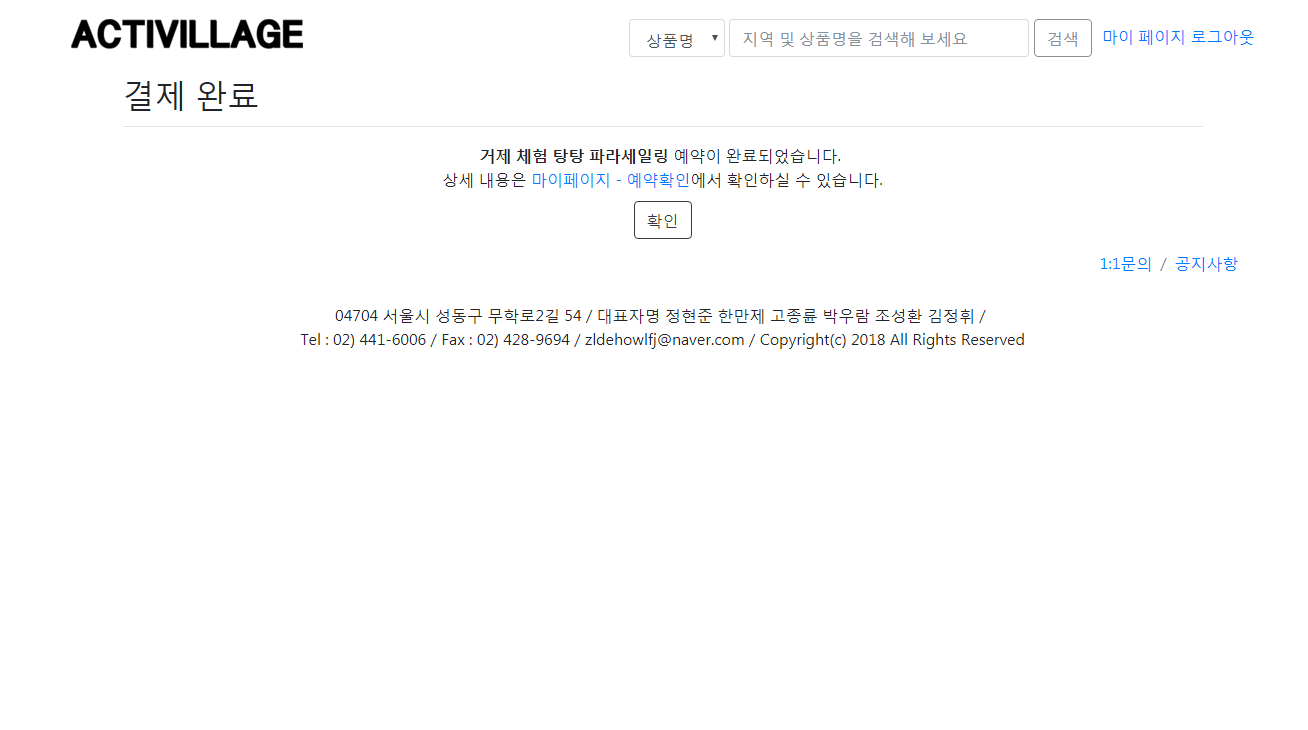 ACTIVILLAGE
상품명 지역 및 상품명을 검색해 보세요 검색 마이 페이지 로그아웃
결제 완료
거제 체험 탕탕 파라세일링 예약이 완료되었습니다.
상세 내용은 마이페이지 - 예약확인에서 확인하실 수 있습니다.
확인
1:1문의 / 공지사항
04704 서울시 성동구 무학로2길 54 / 대표자명 정현준 한만제 고종륜 박우람 조성환 김정휘 /
Tel : 02) 441-6006 / Fax : 02) 428-9694 / zldehowlfj@naver.com / Copyright(c) 2018 All Rights Reserved